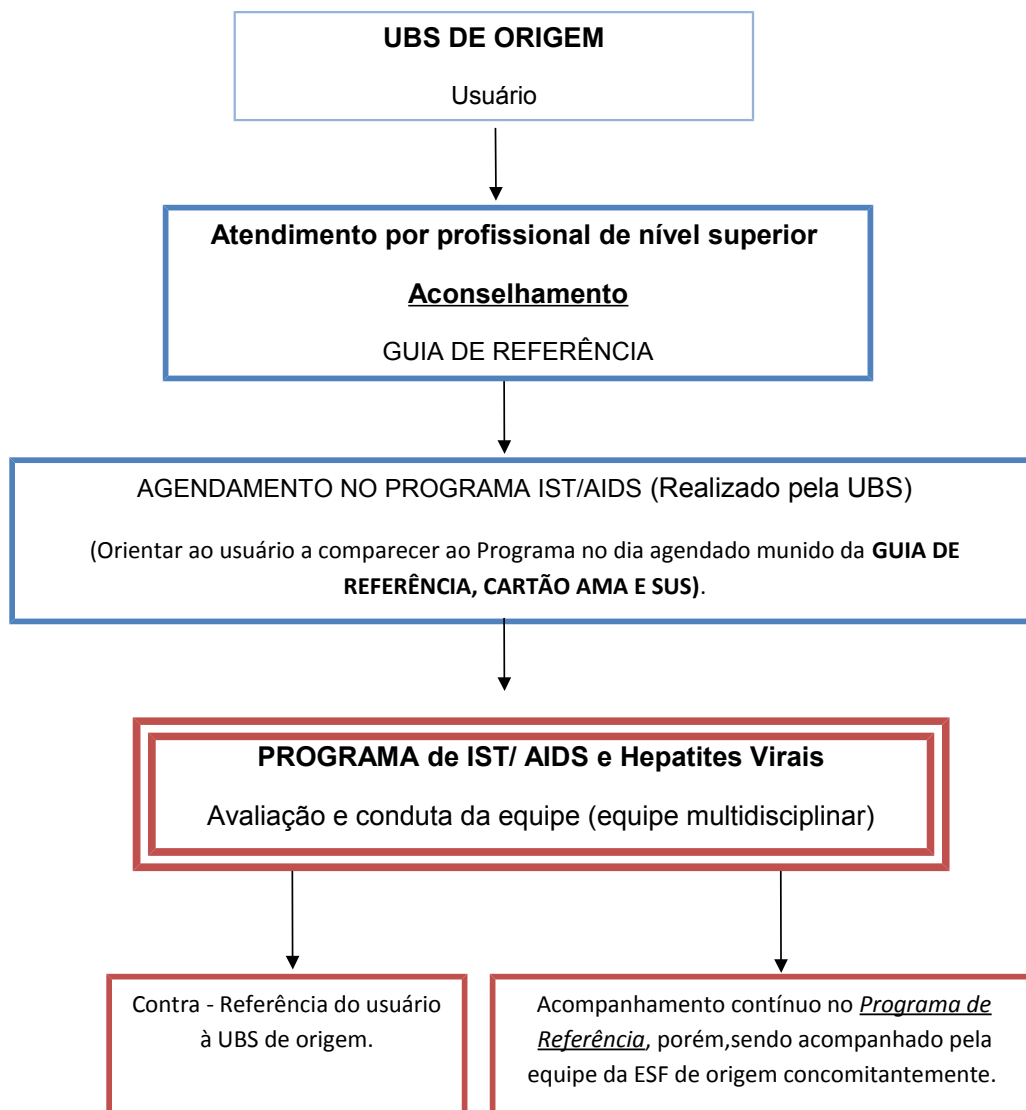 UBS DE ORIGEM
Usuário
Atendimento por profissional de nível superior
Aconselhamento
GUIA DE REFERÊNCIA
AGENDAMENTO NO PROGRAMA IST/AIDS (Realizado pela UBS)
(Orientar ao usuário a comparecer ao Programa no dia agendado munido da GUIA DE
REFERÊNCIA, CARTÃO AMA E SUS).
PROGRAMA de IST/ AIDS e Hepatites Virais
Avaliação e conduta da equipe (equipe multidisciplinar)
Contra - Referência do usuário
à UBS de origem.
Acompanhamento contínuo no Programa de
Referência, porém,sendo acompanhado pela
equipe da ESF de origem concomitantemente.